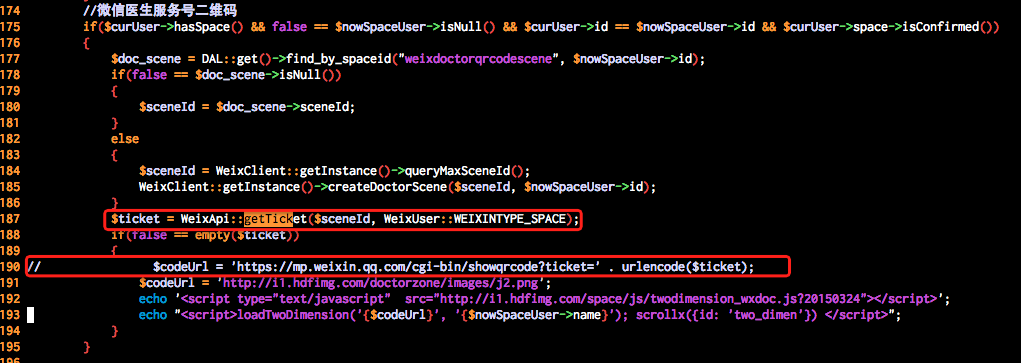 174 //微信医生服务号二维码
175 if($curUser->hasSpace() && false == $nowSpaceUser->isNull() && $curUser->id == $nowSpaceUser->id && $curUser->space->isConfirmed())
176 {
177 $doc_scene = DAL::get()->find_by_spaceid("weixdoctorqrcodescene", $nowSpaceUser->id);
178 if(false == $doc_scene->isNull())
179 {
180 $sceneId = $doc_scene->sceneId;
181 }
182 else
183 {
184 $sceneId = WeixClient::getInstance()->queryMaxSceneId();
185 WeixClient::getInstance()->createDoctorScene($sceneId, $nowSpaceUser->id);
186 }
187 $ticket = WeixApi::getTicket($sceneId, WeixUser::WEIXINTYPE_SPACE);
188 if(false == empty($ticket))
189 {
190 // $codeUrl = 'https://mp.weixin.qq.com/cgi-bin/showqrcode?ticket=' . urlencode($ticket);
191 $codeUrl = 'http://i1.hdfimg.com/doctorzone/images/j2.png';
192 echo '<script type="text/javascript"  src="http://i1.hdfimg.com/space/js/twodimension_wxdoc.js?20150324"></script>';
193 echo "<script>loadTwoDimension('{$codeUrl}', '{$nowSpaceUser->name}'); scrollx({id: 'two_dimen'}) </script>";
194 }
195 }
196